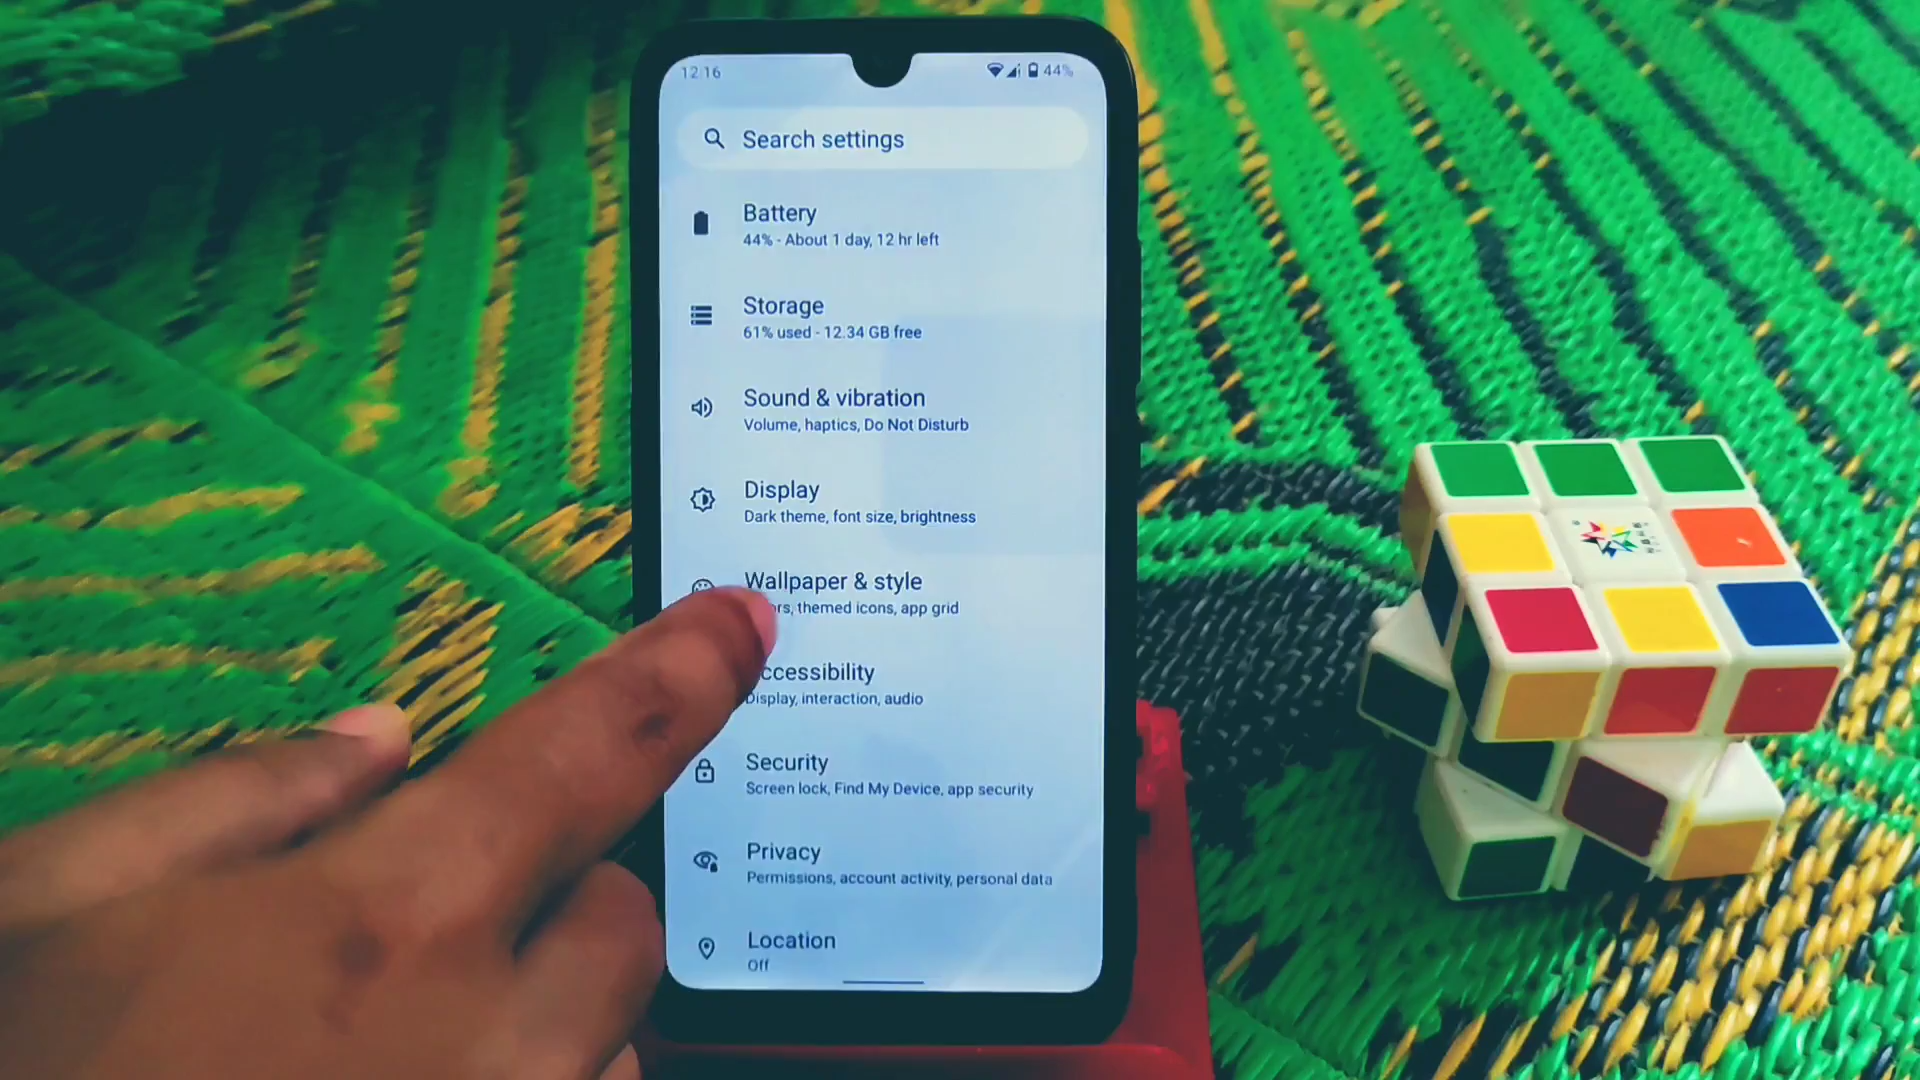 12:16
44%
Search settings
Battery
44% - About 1 day, 12 hr left
Storage
61% used - 12.34 GB free
Sound & vibration
Volume, haptics, Do Not Disturb
Display
Dark theme, font size, brightness
Wallpaper & style
themed icons, app grid
ccessibility
Display, interaction, audio
Security
Screen lock, Find My Device, app security
Privacy
Permissions, account activity, personal data
Location
Off